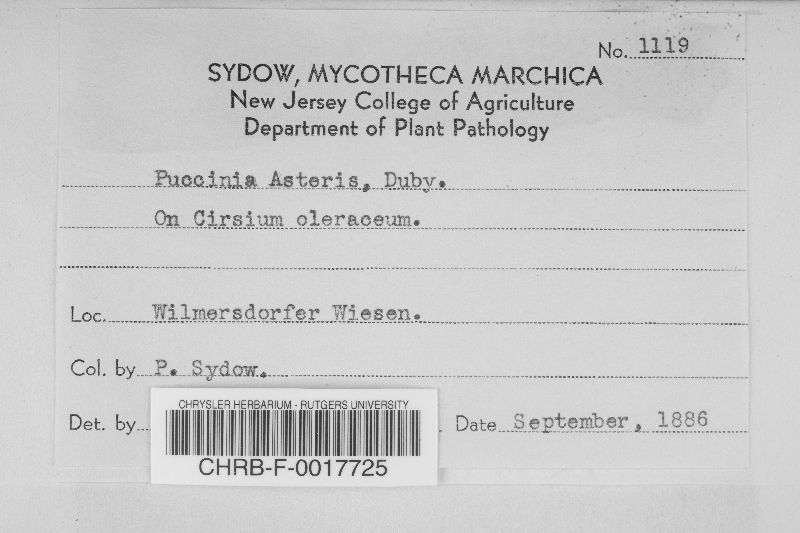 No. 1119
SYDOW, MYCOTHECA MARCHICA
New Jersey College of Agriculture
Department of Plant Pathology
Puccinia Asteris, Duby.
On Cirsium oleraceum.
Loc. Wilmersdorfer Wiesen.
Col. by P. Sydow.
Det. by
Date September, 1886
CHRYSLER HERBARIUM - RUTGERS UNIVERSITY
CHRB-F-0017725